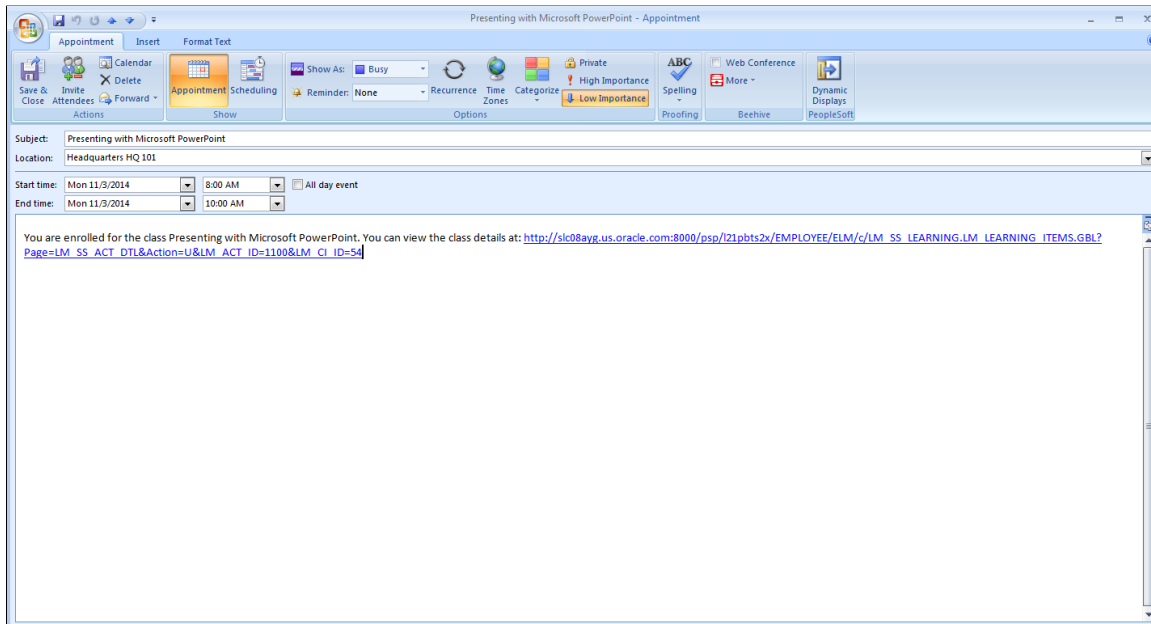 Presenting with Microsoft PowerPoint - Appointment
Appointment Insert Format Text
Save & Close
Invite Attendees
Calendar
Delete
Forward
Actions
Appointment
Scheduling
Show
Show As: Busy
Reminder: None
Recurrence
Time Zones
Categorize
Private
High Importance
Low Importance
Options
ABC
Spelling
Proofing
Web Conference
More
Beehive
Dynamic Displays
PeopleSoft
Subject: Presenting with Microsoft PowerPoint
Location: Headquarters HQ 101
Start time: Mon 11/3/2014 8:00 AM All day event
End time: Mon 11/3/2014 10:00 AM
You are enrolled for the class Presenting with Microsoft PowerPoint. You can view the class details at: http://slc08ayg.us.oracle.com:8000/psp/l21pbts2x/EMPLOYEE/ELM/c/LM_SS_LEARNING.LM_LEARNING_ITEMS.GBL?
Page=LM_SS_ACT_DTL&Action=U&LM_ACT_ID=1100&LM_CI_ID=54